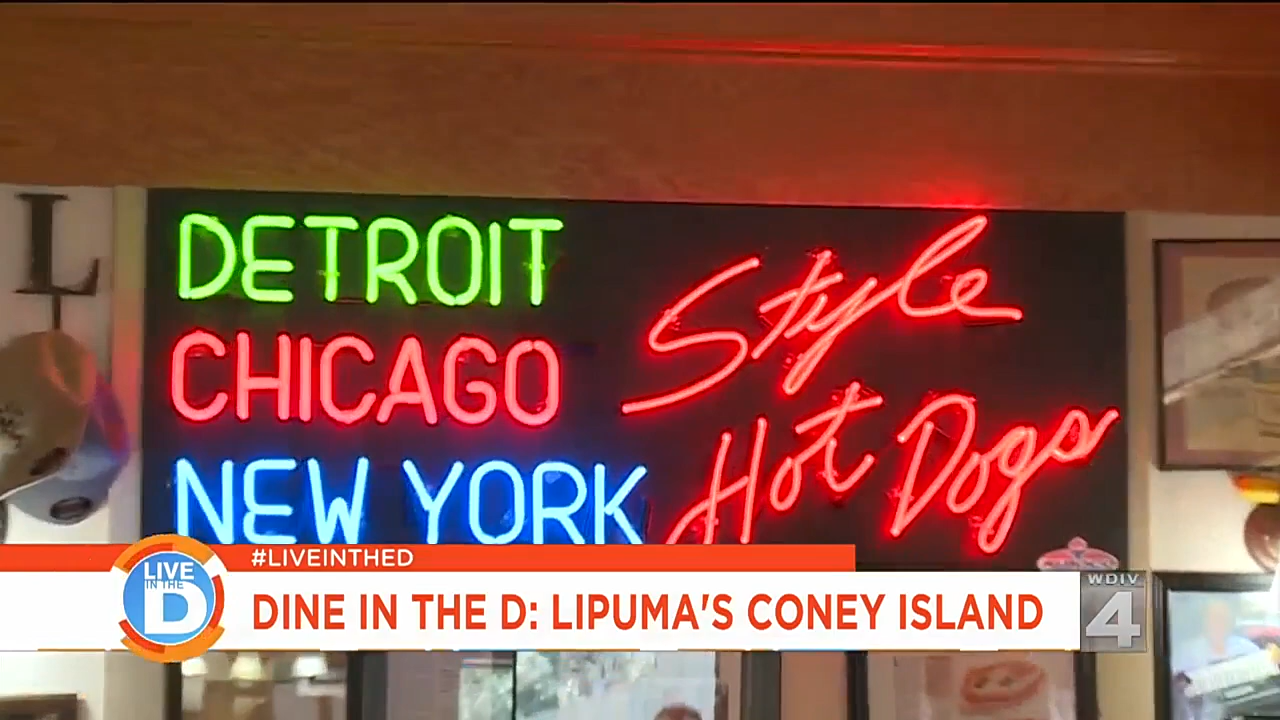 L
DETROIT
CHICAGO
NEW YORK
Style
Hot Dogs
#LIVEINTHED
LIVE
IN THE
D
DINE IN THE D: LIPUMA'S CONEY ISLAND
WDIV
4